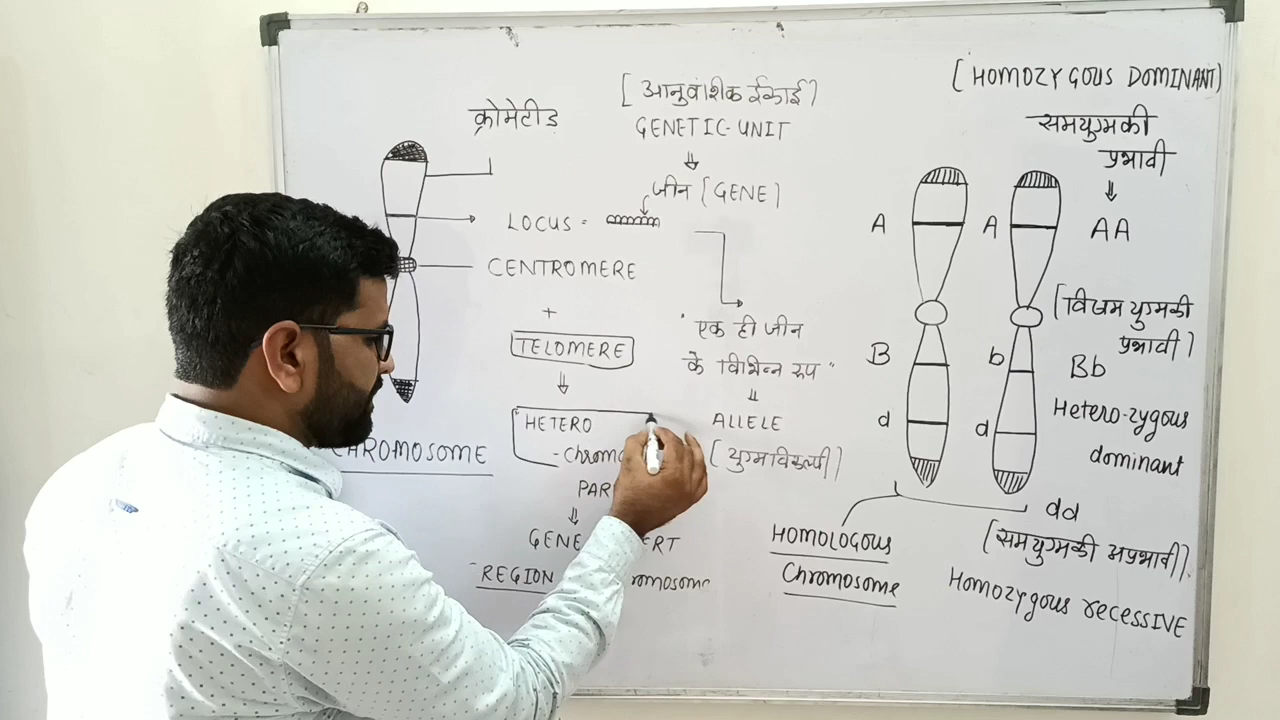 क्रोमेटीड
LOCUS =
CENTROMERE
+
TELOMERE
HETERO
GENE
REGION
CHROMOSOME
[आनुवांशीक ईकाई]
GENETIC-UNIT
जीन [GENE]
"एक ही जीन
के विभिन्न रूप"
ALLELE
[युग्मविकल्पी]
[HOMOZYGOUS DOMINANT]
समयुग्मकी
प्रभावी
A
A
AA
[विषम युग्मकी
प्रभावी]
B
b
Bb
Hetero-zygous
dominant
d
d
dd
[समयुग्मकी अप्रभावी]
Homozygous recessIVE
HOMOLOGOUS
Chromosome